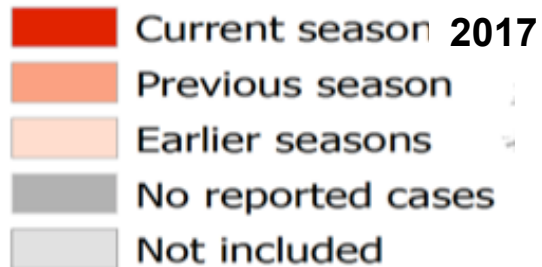 Current season 2017
Previous season
Earlier seasons
No reported cases
Not included